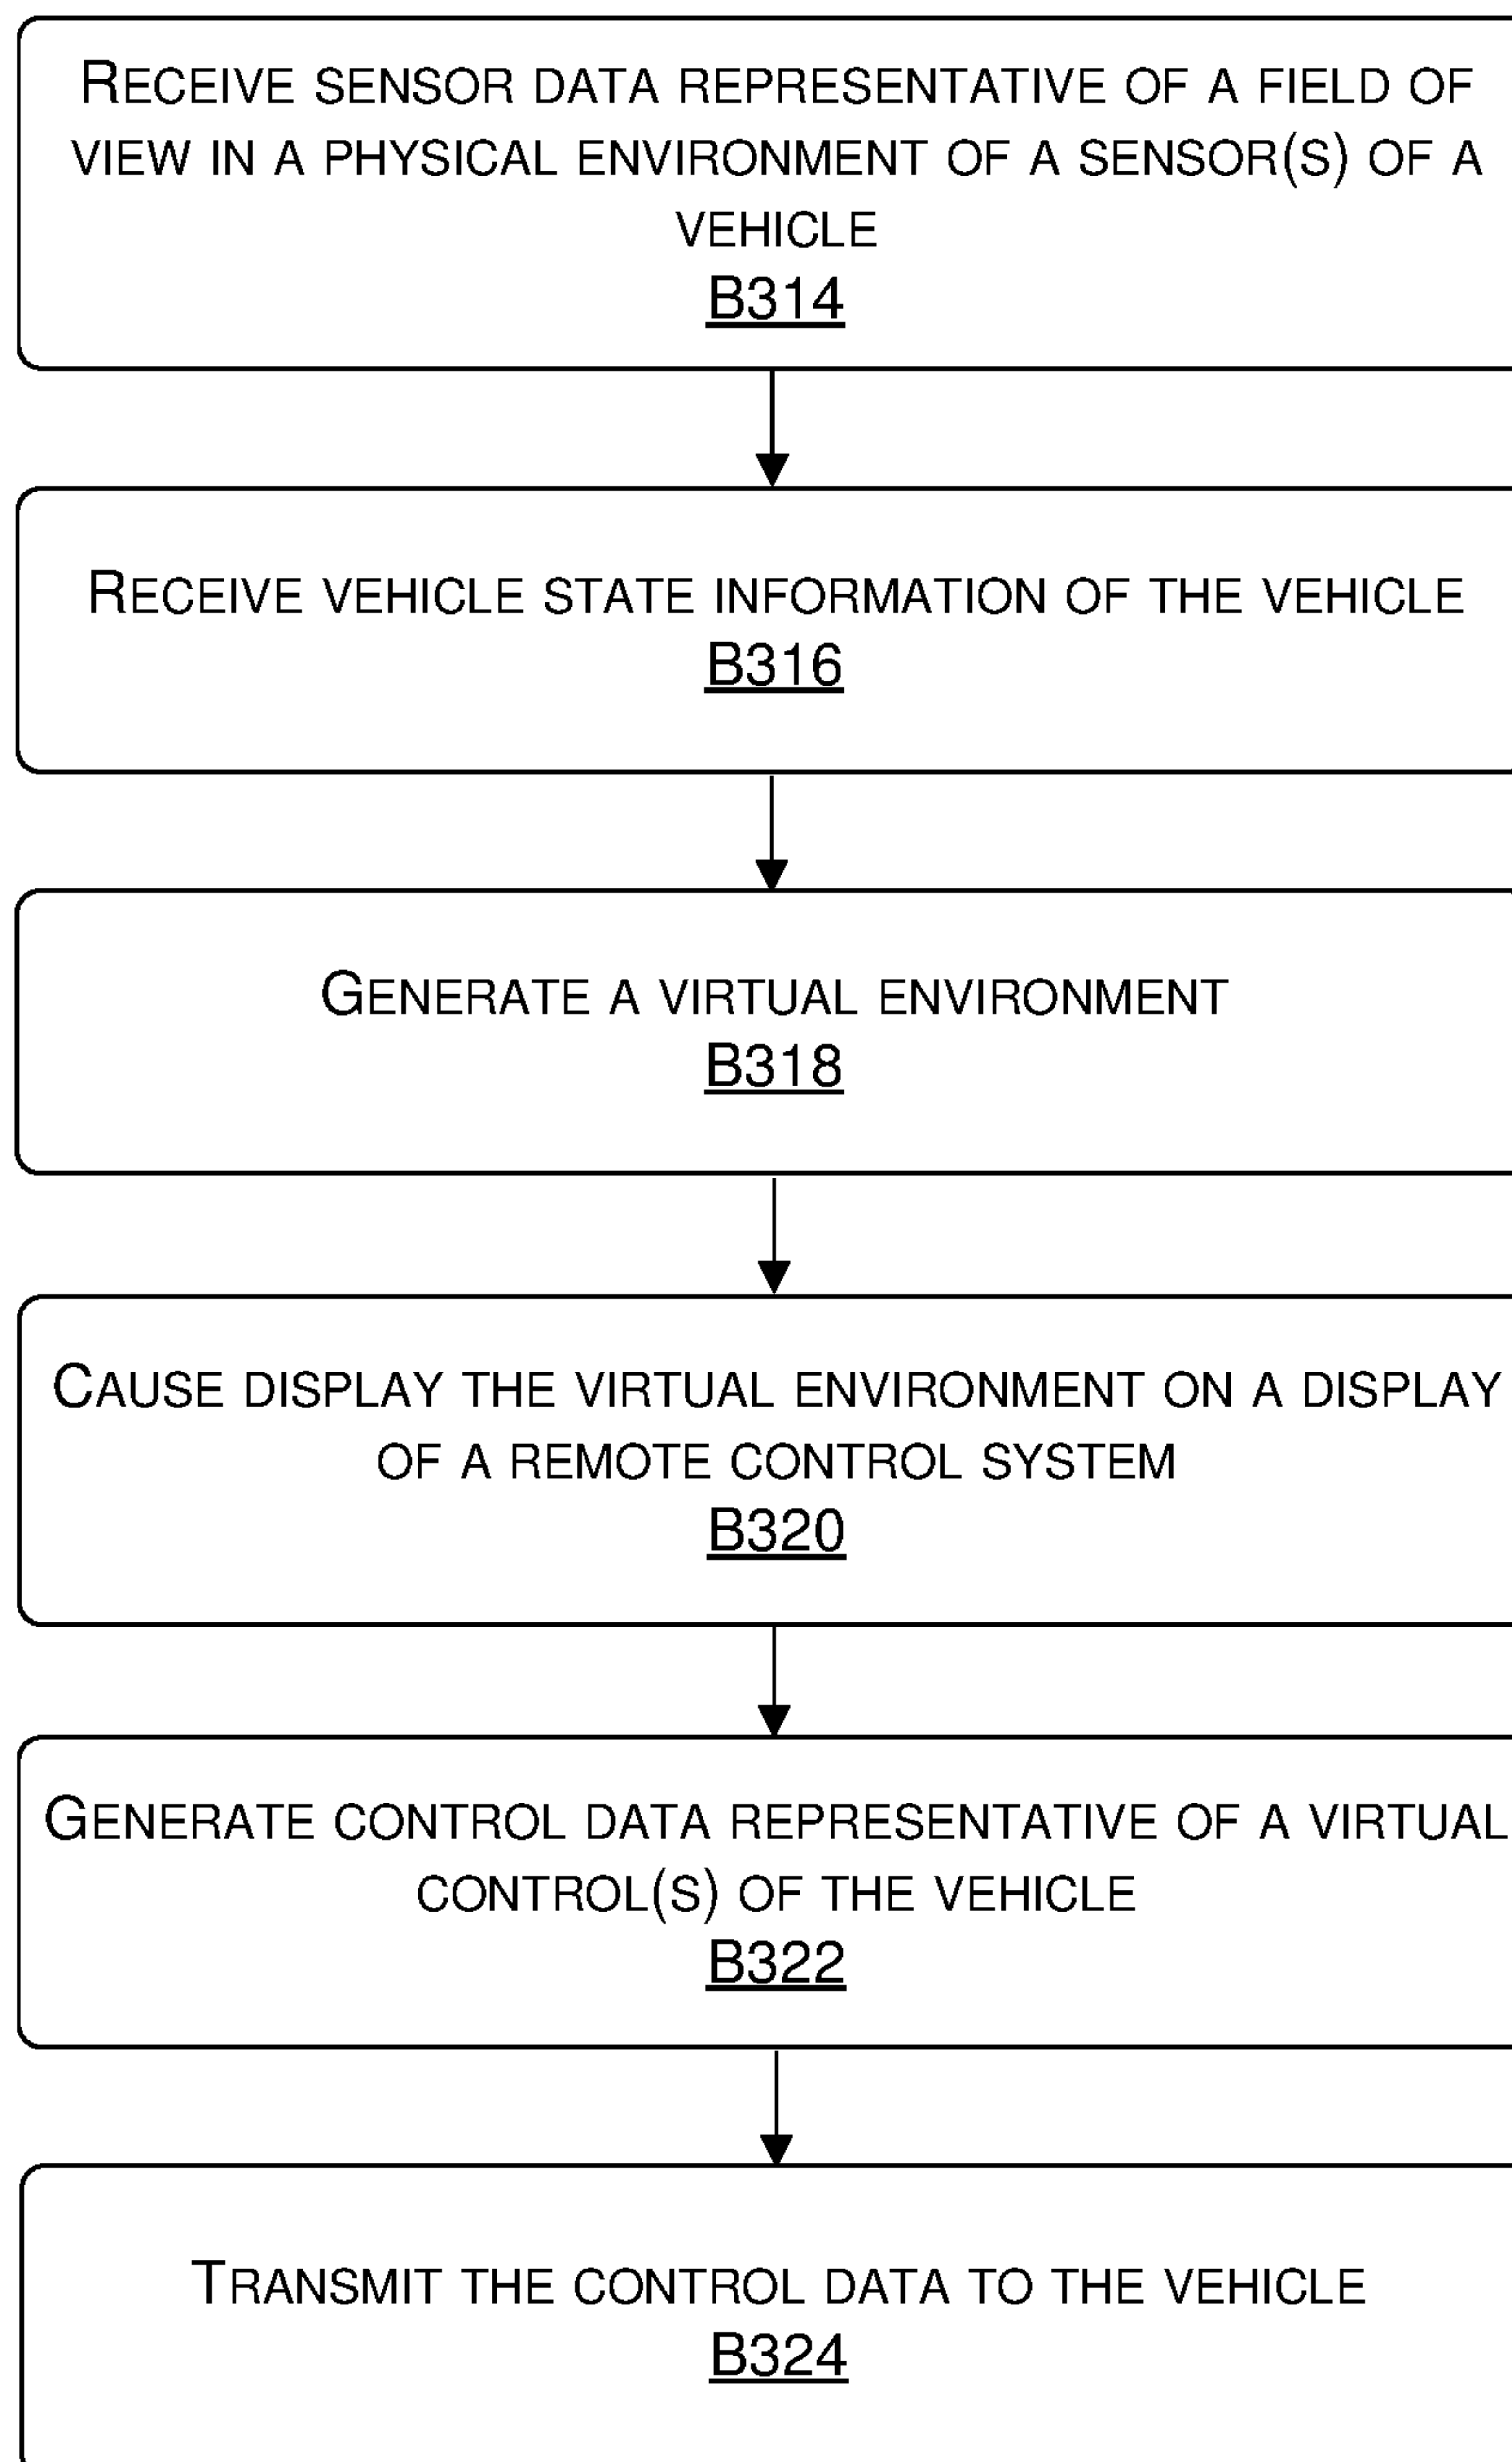 RECEIVE SENSOR DATA REPRESENTATIVE OF A FIELD OF
VIEW IN A PHYSICAL ENVIRONMENT OF A SENSOR(S) OF A
VEHICLE
B314
RECEIVE VEHICLE STATE INFORMATION OF THE VEHICLE
B316
GENERATE A VIRTUAL ENVIRONMENT
B318
CAUSE DISPLAY THE VIRTUAL ENVIRONMENT ON A DISPLAY
OF A REMOTE CONTROL SYSTEM
B320
GENERATE CONTROL DATA REPRESENTATIVE OF A VIRTUAL
CONTROL(S) OF THE VEHICLE
B322
TRANSMIT THE CONTROL DATA TO THE VEHICLE
B324